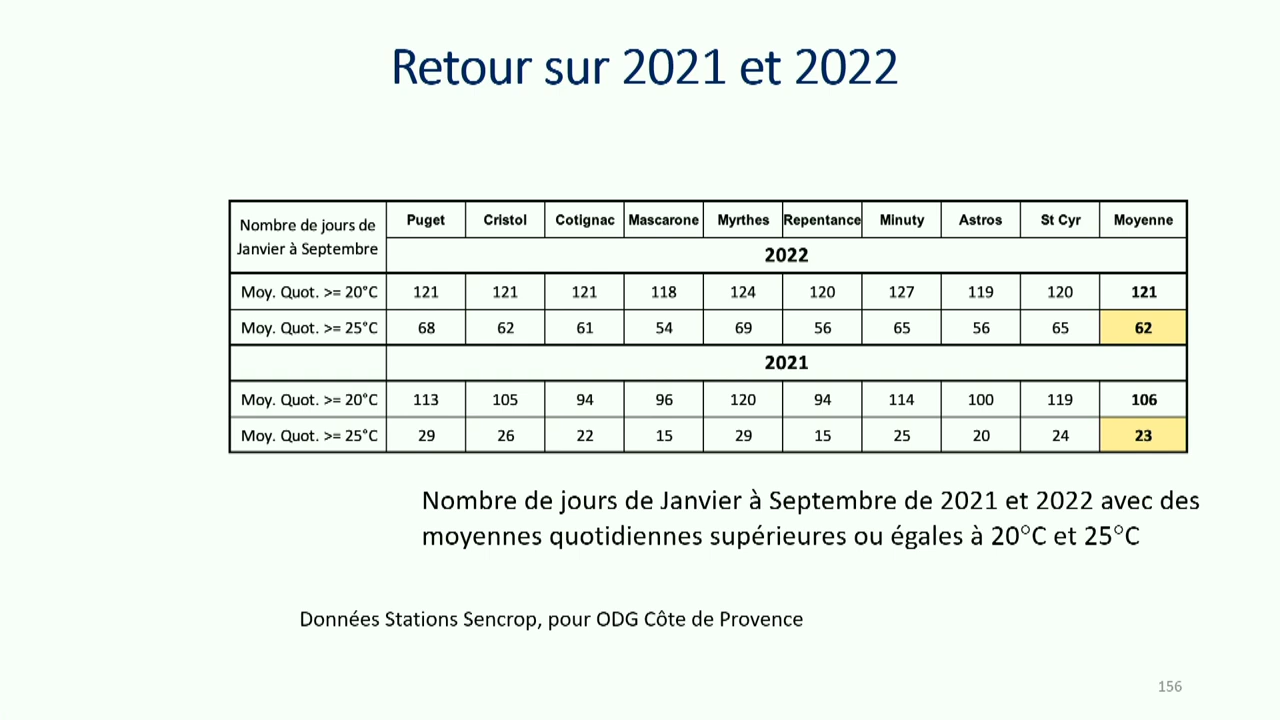 Retour sur 2021 et 2022
Nombre de jours de
Janvier à Septembre
Puget Cristol Cotignac Mascarone Myrthes Repentance Minuty Astros St Cyr Moyenne
2022
Moy. Quot. >= 20°C 121 121 121 118 124 120 127 119 120 121
Moy. Quot. >= 25°C 68 62 61 54 69 56 65 56 65 62
2021
Moy. Quot. >= 20°C 113 105 94 96 120 94 114 100 119 106
Moy. Quot. >= 25°C 29 26 22 15 29 15 25 20 24 23
Nombre de jours de Janvier à Septembre de 2021 et 2022 avec des
moyennes quotidiennes supérieures ou égales à 20°C et 25°C
Données Stations Sencrop, pour ODG Côte de Provence
156